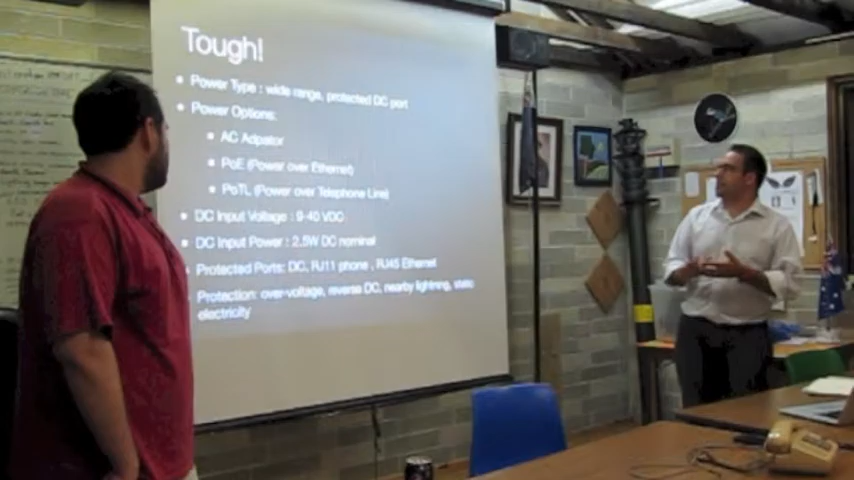 Tough!
Power Type : wide range, protected DC port
Power Options:
AC Adpator
PoE (Power over Ethernet)
PoTL (Power over Telephone Line)
DC Input Voltage : 9-40 VDC
DC Input Power : 2.5W DC nominal
Protected Ports: DC, RJ11 phone , RJ45 Ethernet
Protection: over-voltage, reverse DC, nearby lightning, static
electricity